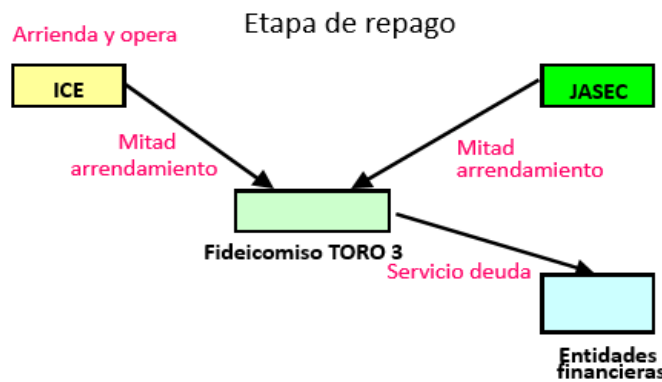 Etapa de repago
Arrienda y opera
ICE
JASEC
Mitad
arrendamiento
Mitad
arrendamiento
Fideicomiso TORO 3
Servicio deuda
Entidades
financieras